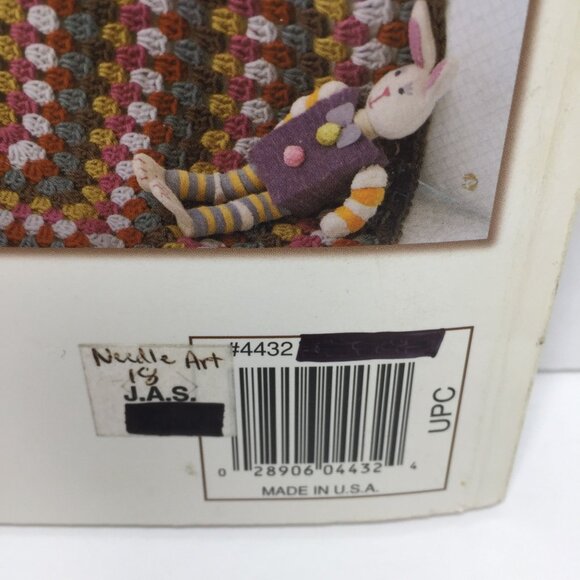 Needle Art
18
J.A.S.
#4432
UPC
0 28906 04432 4
MADE IN U.S.A.